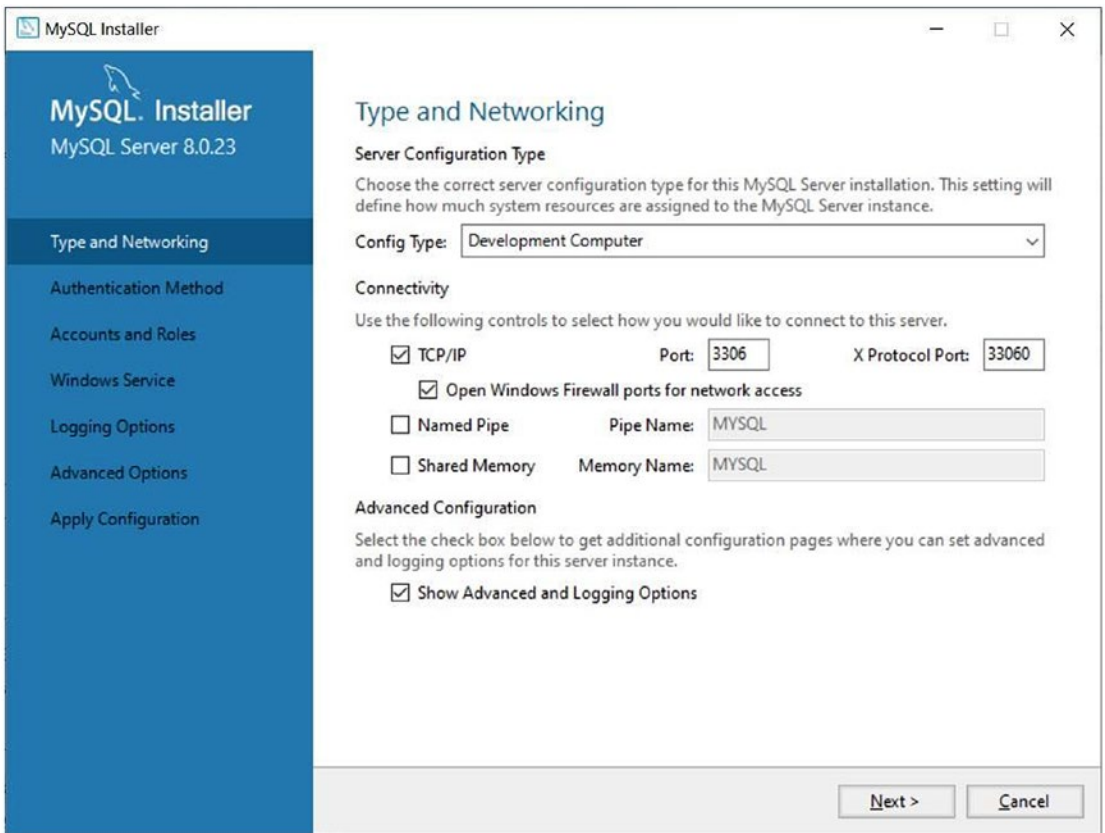 MySQL Installer
MySQL. Installer
MySQL Server 8.0.23
Type and Networking
Authentication Method
Accounts and Roles
Windows Service
Logging Options
Advanced Options
Apply Configuration
Type and Networking
Server Configuration Type
Choose the correct server configuration type for this MySQL Server installation. This setting will
define how much system resources are assigned to the MySQL Server instance.
Config Type: Development Computer
Connectivity
Use the following controls to select how you would like to connect to this server.
TCP/IP Port: 3306 X Protocol Port: 33060
Open Windows Firewall ports for network access
Named Pipe Pipe Name: MYSQL
Shared Memory Memory Name: MYSQL
Advanced Configuration
Select the check box below to get additional configuration pages where you can set advanced
and logging options for this server instance.
Show Advanced and Logging Options
Next > Cancel